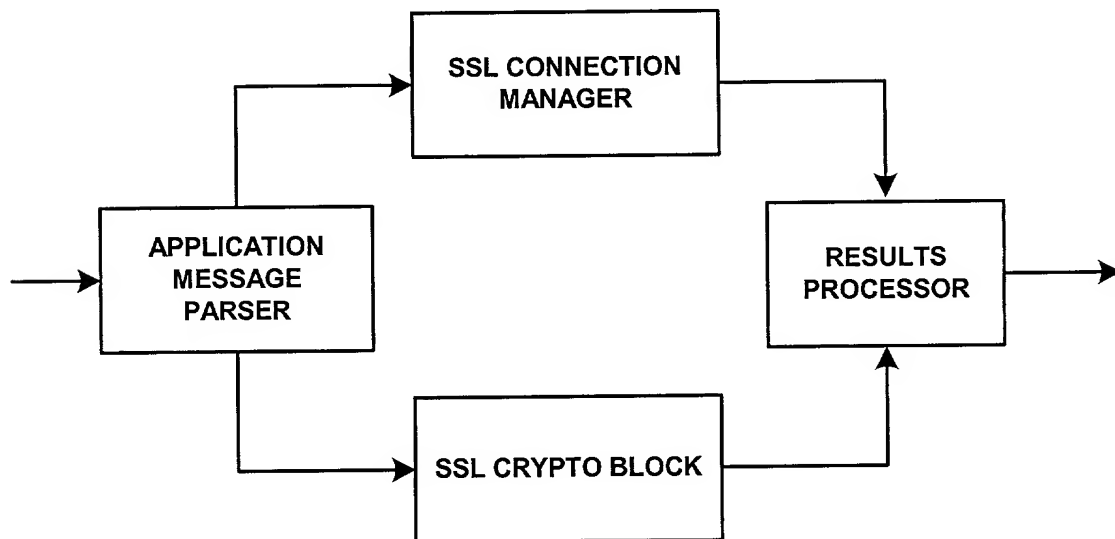 SSL CONNECTION
MANAGER
APPLICATION
MESSAGE
PARSER
RESULTS
PROCESSOR
SSL CRYPTO BLOCK